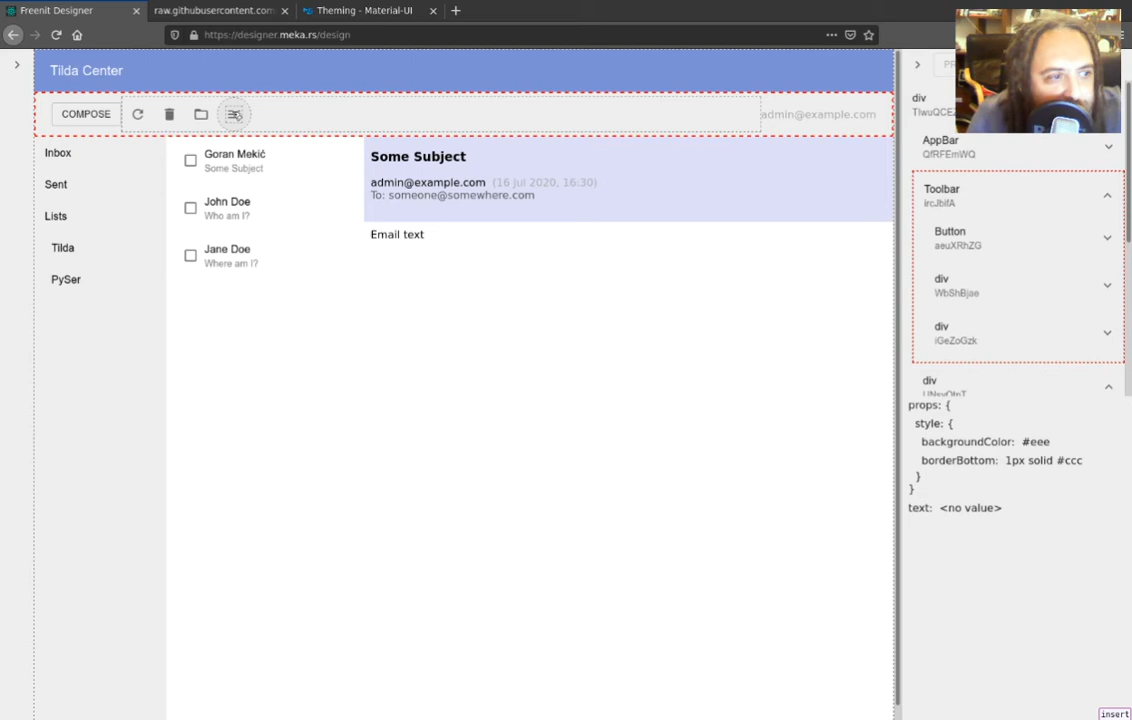 Freenit Designer
raw.githubusercontent.com
Theming - Material-UI
https://designer.meka.rs/design
Tilda Center
COMPOSE
admin@example.com
Inbox
Sent
Lists
Tilda
PySer
Goran Mekić
Some Subject
John Doe
Who am I?
Jane Doe
Where am I?
Some Subject
admin@example.com (16 Jul 2020, 16:30)
To: someone@somewhere.com
Email text
div
AppBar
QfRFEmWQ
Toolbar
ircJbifA
Button
aeuXRhZG
div
WbShBjae
div
iGeZoGzk
div
props: {
style: {
backgroundColor: #eee
borderBottom: 1px solid #ccc
}
}
text: <no value>
insert